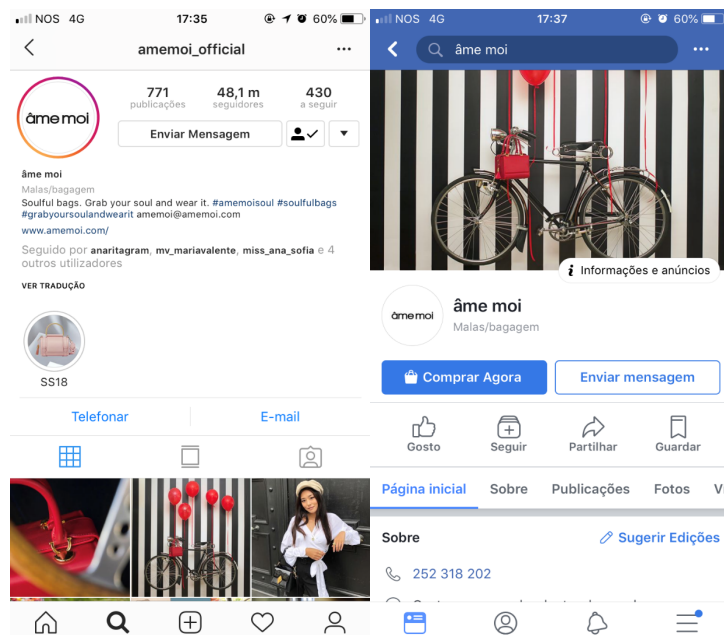 NOS 4G 17:35 60%
amemoi_official
âme moi
771 48,1 m 430
publicações seguidores a seguir
Enviar Mensagem
âme moi
Malas/bagagem
Soulful bags. Grab your soul and wear it. #amemoisoul #soulfulbags
#grabyoursoulandwearit amemoi@amemoi.com
www.amemoi.com/
Seguido por anaritagram, mv_mariavalente, miss_ana_sofia e 4
outros utilizadores
VER TRADUÇÃO
SS18
Telefonar E-mail
NOS 4G 17:37 60%
âme moi
i Informações e anúncios
âme moi
âme moi
Malas/bagagem
Comprar Agora Enviar mensagem
Gosto Seguir Partilhar Guardar
Página inicial Sobre Publicações Fotos V
Sobre Sugerir Edições
252 318 202